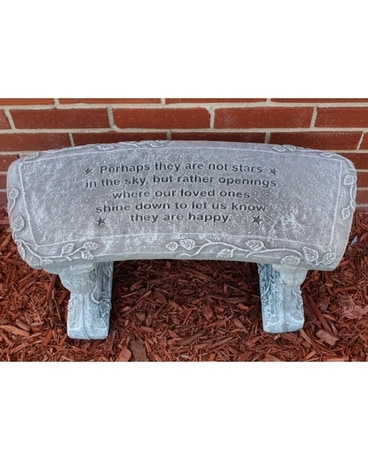 Perhaps they are not stars
in the sky, but rather openings
where our loved ones
shine down to let us know
they are happy.